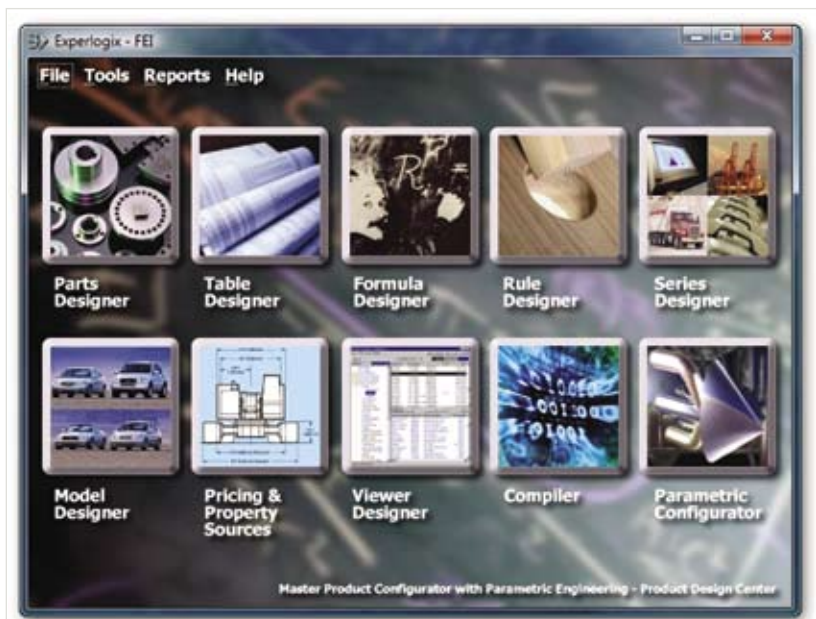 Experlogix - FEI
File Tools Reports Help
Parts
Designer
Table
Designer
Formula
Designer
Rule
Designer
Series
Designer
Model
Designer
Pricing &
Property
Sources
Viewer
Designer
Compiler
Parametric
Configurator
Master Product Configurator with Parametric Engineering - Product Design Center